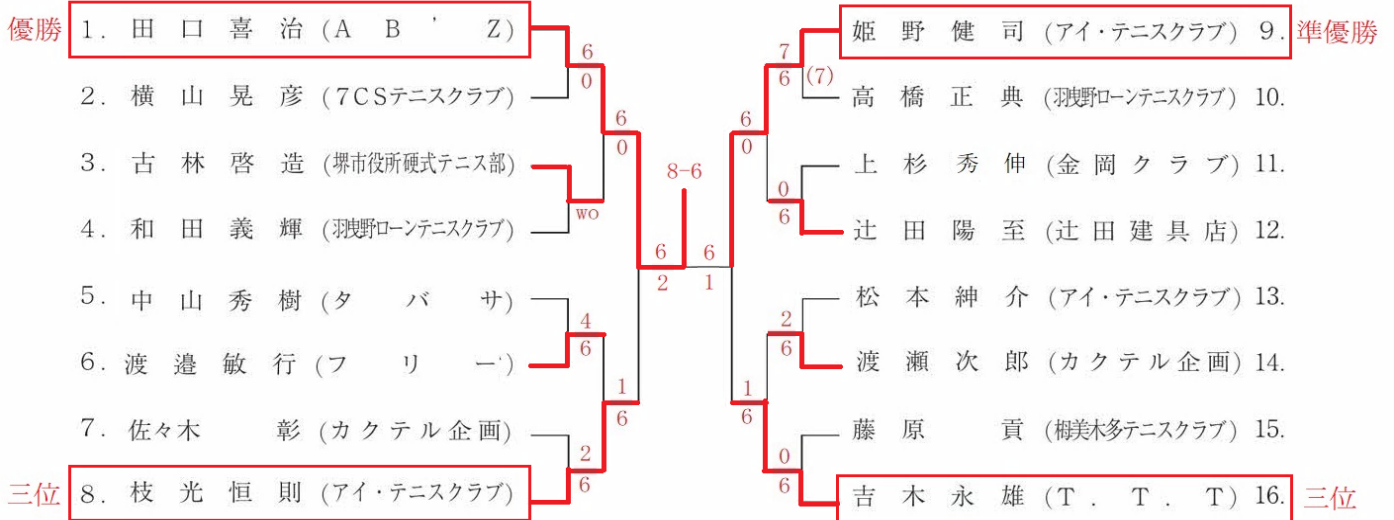 優勝 1. 田口喜治 (AB'Z)
6
0
2. 横山晃彦 (7CSテニスクラブ)
6
0
3. 古林啓造 (堺市役所硬式テニス部)
wo
4. 和田義輝 (羽曳野ローンテニスクラブ)
6
2
5. 中山秀樹 (タバサ)
4
6
6. 渡邉敏行 (フリー)
1
6
7. 佐々木彰 (カクテル企画)
2
6
三位 8. 枝光恒則 (アイ・テニスクラブ)
8-6
姫野健司 (アイ・テニスクラブ) 9. 準優勝
7
6 (7)
高橋正典 (羽曳野ローンテニスクラブ) 10.
6
0
上杉秀伸 (金岡クラブ) 11.
0
6
辻田陽至 (辻田建具店) 12.
6
1
松本紳介 (アイ・テニスクラブ) 13.
2
6
渡瀬次郎 (カクテル企画) 14.
1
6
藤原貢 (栂美木多テニスクラブ) 15.
0
6
吉木永雄 (T.T.T) 16. 三位